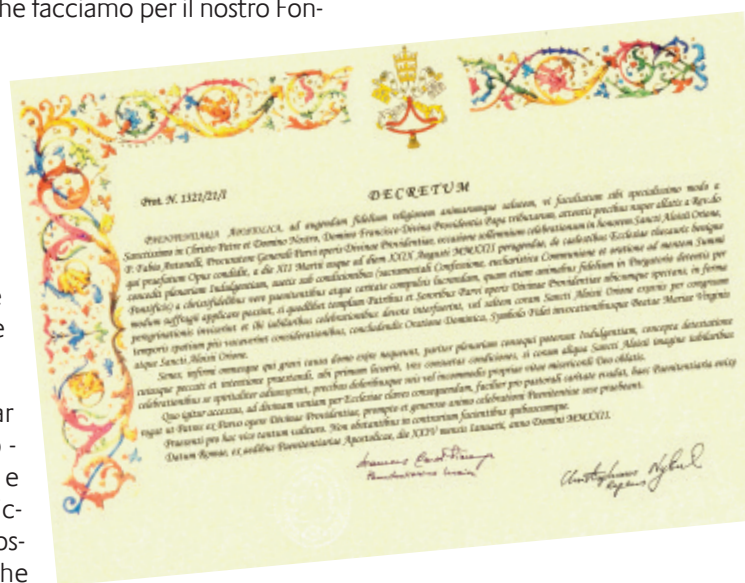 he facciamo per il nostro Fon-
e
e
ar
o -
e
c-
os-
he
Prot. N. 1321/21/I
DECRETUM
PAENITENTIARIA APOSTOLICA, ad augendam fidelium religionem animarumque salutem, vi facultatum sibi specialissimo modo a
Sanctissimo in Christo Patre et Domino Nostro, Domino Francisco Divina Providentia Papa tributarum, attentis precibus nuper allatis a Rev.do
P. Fabio Antonelli, Procuratore Generali Parvi operis Divinae Providentiae, occasione sollemnium celebrationum in honorem Sancti Aloisii Orione,
qui praefatum Opus condidit, a die XII Martii usque ad diem XXIX Augusti MMXXII peragendae, de caelestibus Ecclesiae thesauris benigne
concedit plenariam Indulgentiam, suetis sub condicionibus (sacramentali Confessione, eucharistica Communione et oratione ad mentem Summi
Pontificis) a christifidelibus vere paenitentibus atque caritate compulsis lucrandam, quam etiam animabus fidelium in Purgatorio detentis per
modum suffragii applicare possint, si quodlibet templum Patribus et Sororibus Parvi operis Divinae Providentiae ubicumque spectans, in forma
peregrinationis inviserint et ibi iubilaribus celebrationibus devote interfuerint, vel saltem coram Sancti Aloisii Orione exuviis per congruum
temporis spatium piis vacaverint considerationibus, concludendis Oratione Dominica, Symbolo Fidei invocationibusque Beatae Mariae Virginis
atque Sancti Aloisii Orione.
Senes, infirmi omnesque qui gravi causa domo exire nequeunt, pariter plenariam consequi poterunt Indulgentiam, concepta detestatione
cuiusque peccati et intentione praestandi, ubi primum licuerit, tres consuetas condiciones, si coram aliqua Sancti Aloisii imagine iubilaribus
celebrationibus se spiritaliter adiunxerint, precibus doloribusque suis vel incommodis propriae vitae misericordi Deo oblatis.
Quo igitur accessus, ad divinam veniam per Ecclesiae claves consequendam, facilior pro pastorali caritate evadat, haec Paenitentiaria enixe
rogat ut Patres ex Parvo opere Divinae Providentiae, prompto et generoso animo celebrationi Paenitentiae sese praebeant.
Praesenti pro hac vice tantum valituro. Non obstantibus in contrarium facientibus quibuscumque.
Datum Romae, ex aedibus Paenitentiariae Apostolicae, die XXIV mensis Ianuarii, anno Domini MMXXII.